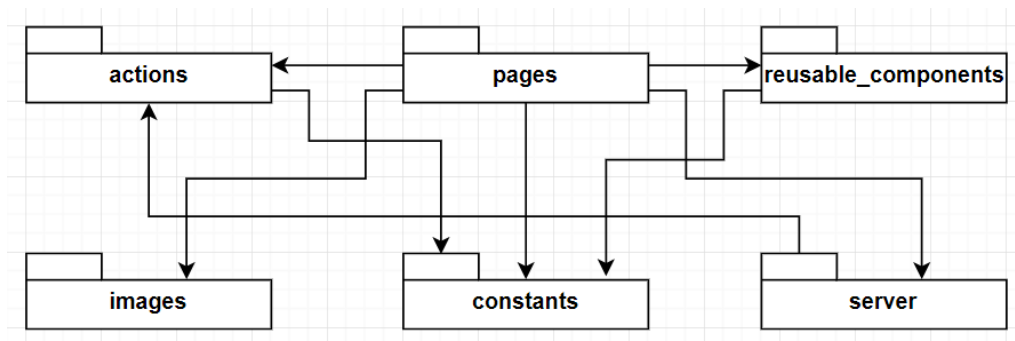 actions
pages
reusable_components
images
constants
server